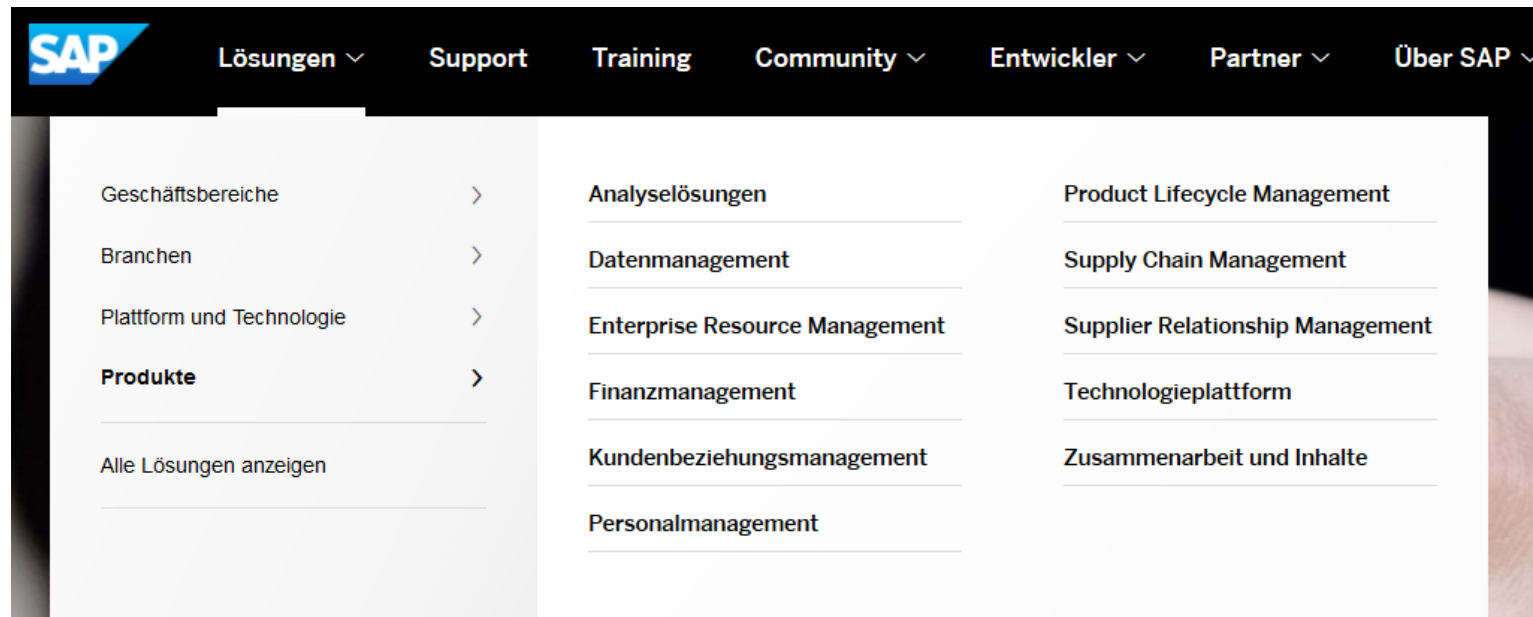 SAP
Lösungen Support Training Community Entwickler Partner Über SAP
Geschäftsbereiche
Branchen
Plattform und Technologie
Produkte
Alle Lösungen anzeigen
Analyselösungen
Datenmanagement
Enterprise Resource Management
Finanzmanagement
Kundenbeziehungsmanagement
Personalmanagement
Product Lifecycle Management
Supply Chain Management
Supplier Relationship Management
Technologieplattform
Zusammenarbeit und Inhalte